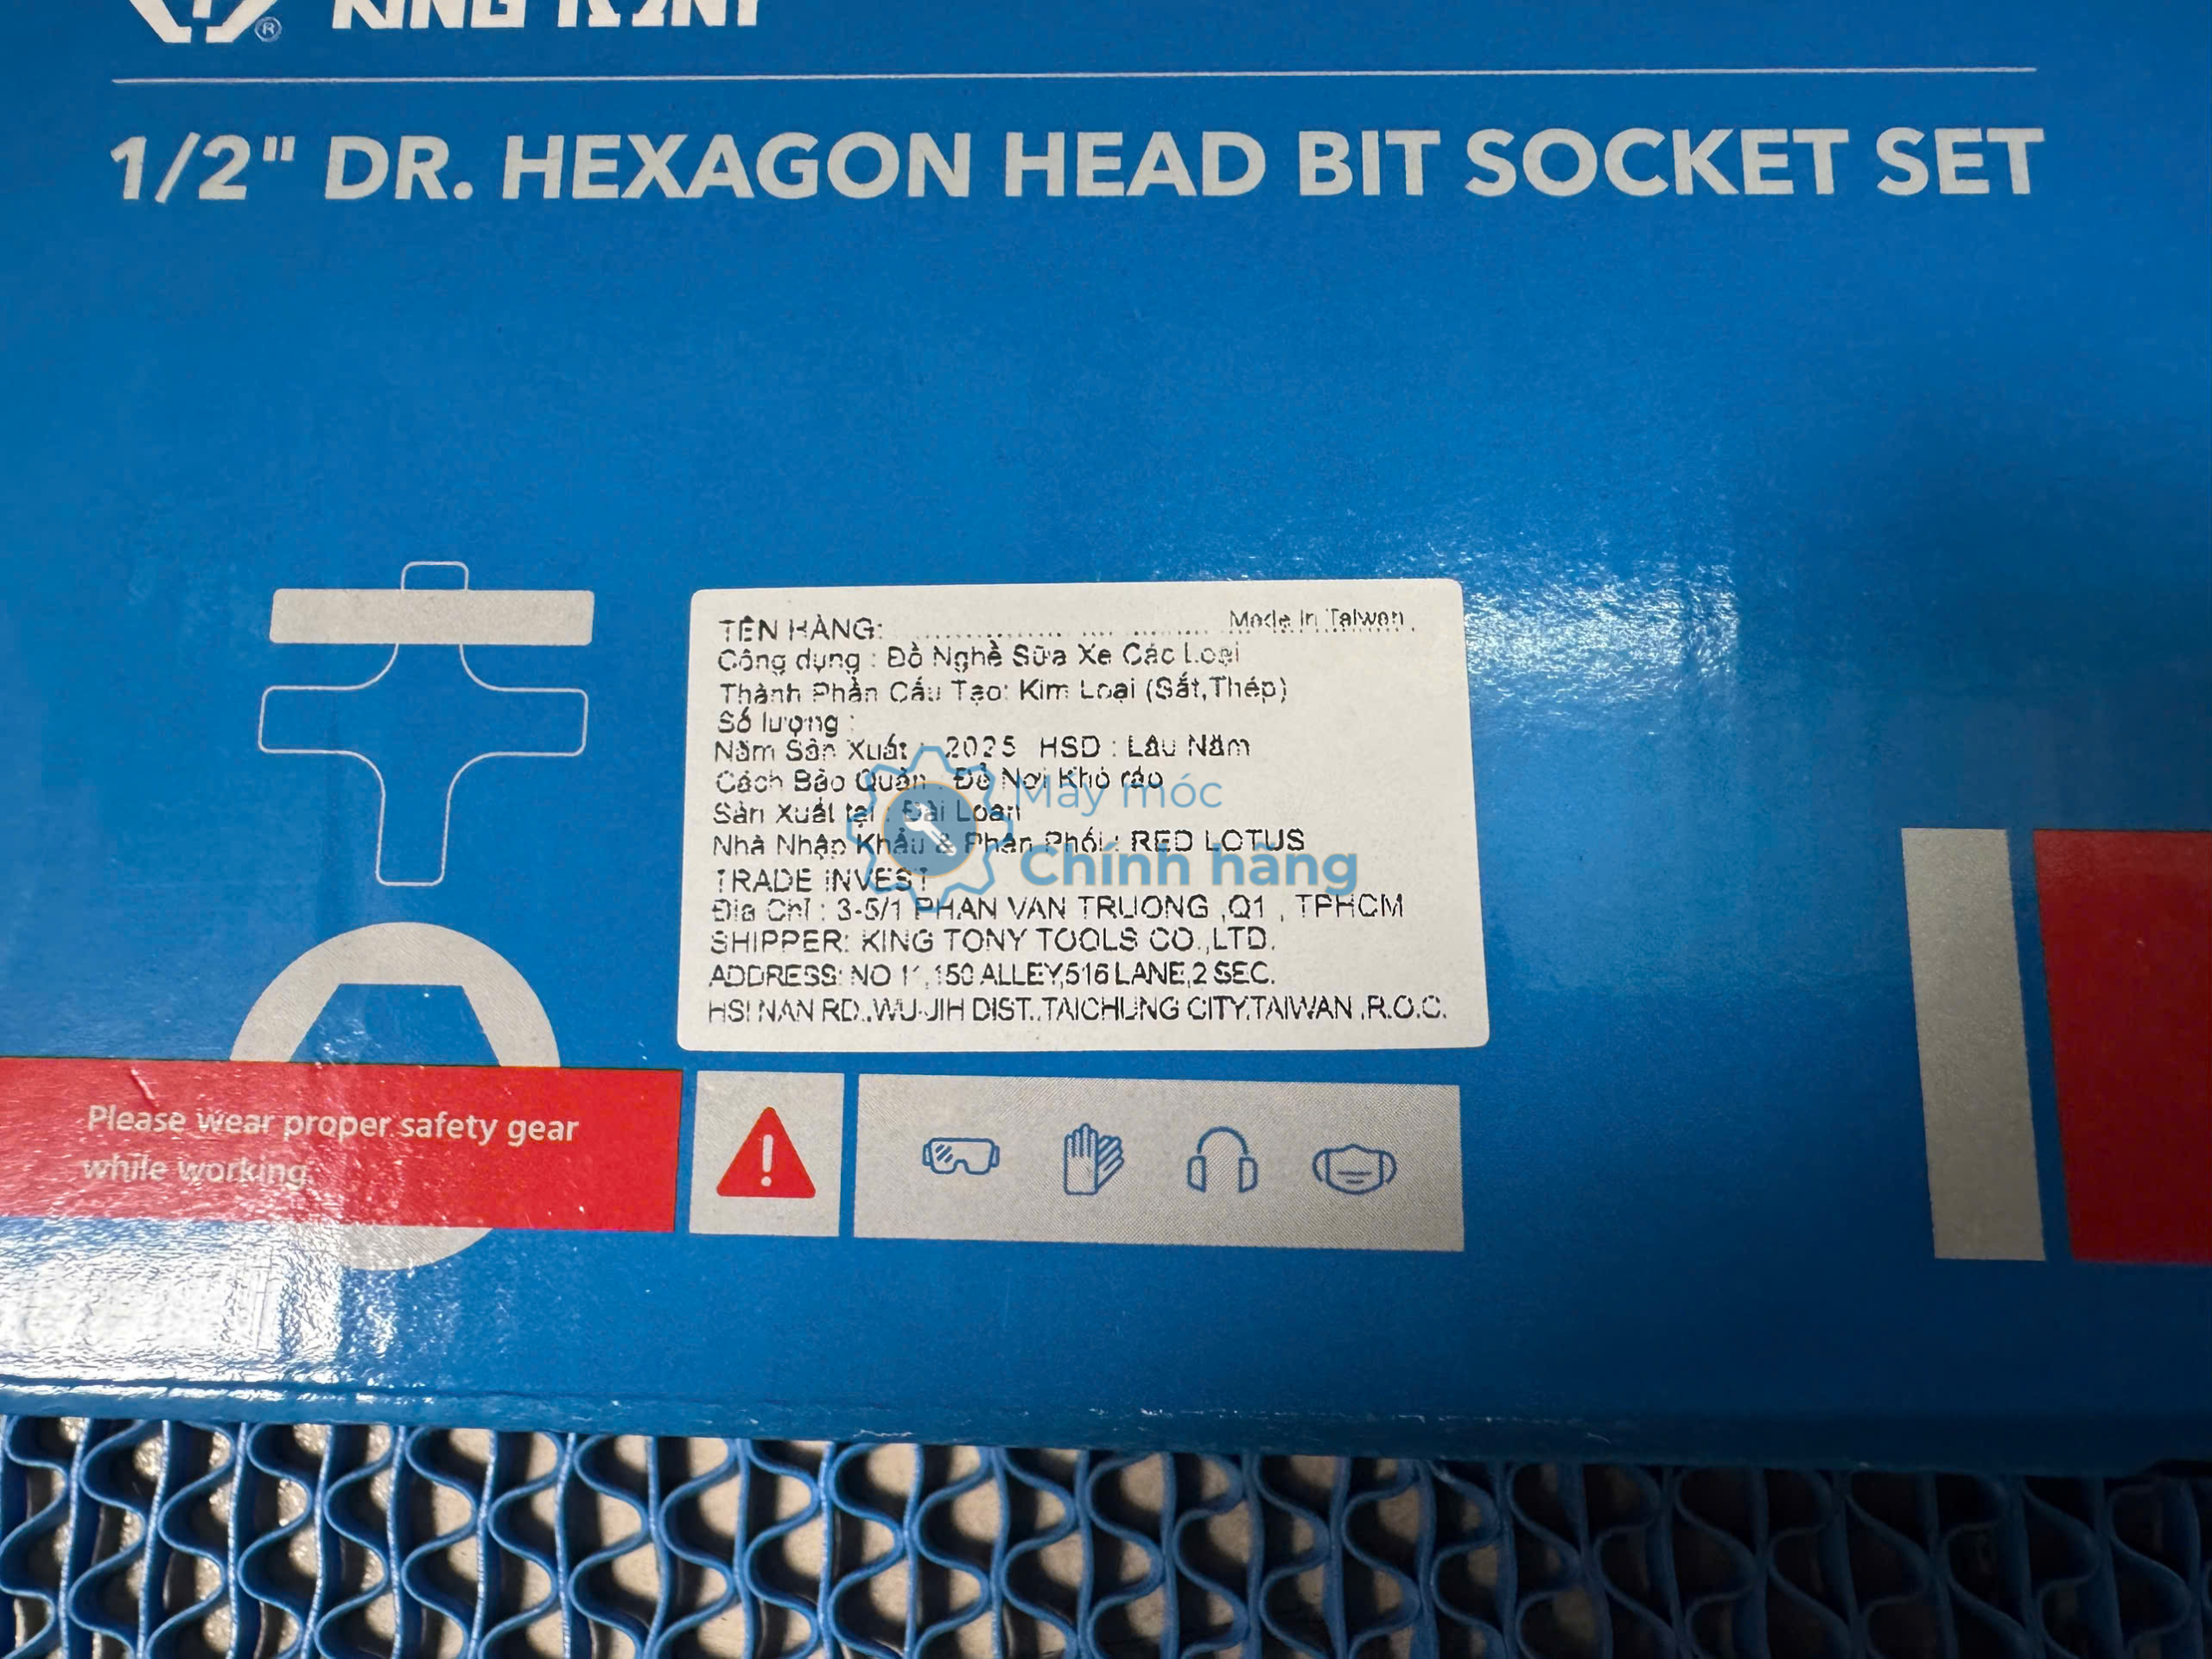 KING TONY
1/2" DR. HEXAGON HEAD BIT SOCKET SET
TÊN HÀNG: Made In Taiwan
Công dụng : Đồ Nghề Sữa Xe Các Loại
Thành Phần Cấu Tạo: Kim Loại (Sắt,Thép)
Số lượng :
Năm Sản Xuất : 2025 HSD : Lâu Năm
Cách Bảo Quản : Để Nơi Khô ráo
Sản Xuất tại : Đài Loan
Nhà Nhập Khẩu & Phân Phối : RED LOTUS
TRADE INVEST
Địa Chỉ : 3-5/1 PHAN VAN TRUONG ,Q1 , TPHCM
SHIPPER: KING TONY TOOLS CO.,LTD.
ADDRESS: NO ,150 ALLEY,516 LANE,2 SEC.
HSI NAN RD.,WU-JIH DIST.,TAICHUNG CITY,TAIWAN .R.O.C.
Máy móc
Chính hãng
Please wear proper safety gear
while working.